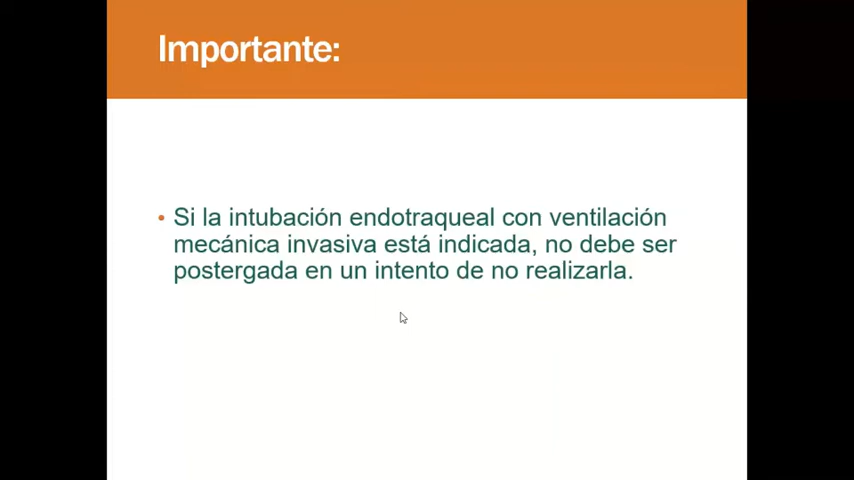 Importante:
• Si la intubación endotraqueal con ventilación
mecánica invasiva está indicada, no debe ser
postergada en un intento de no realizarla.